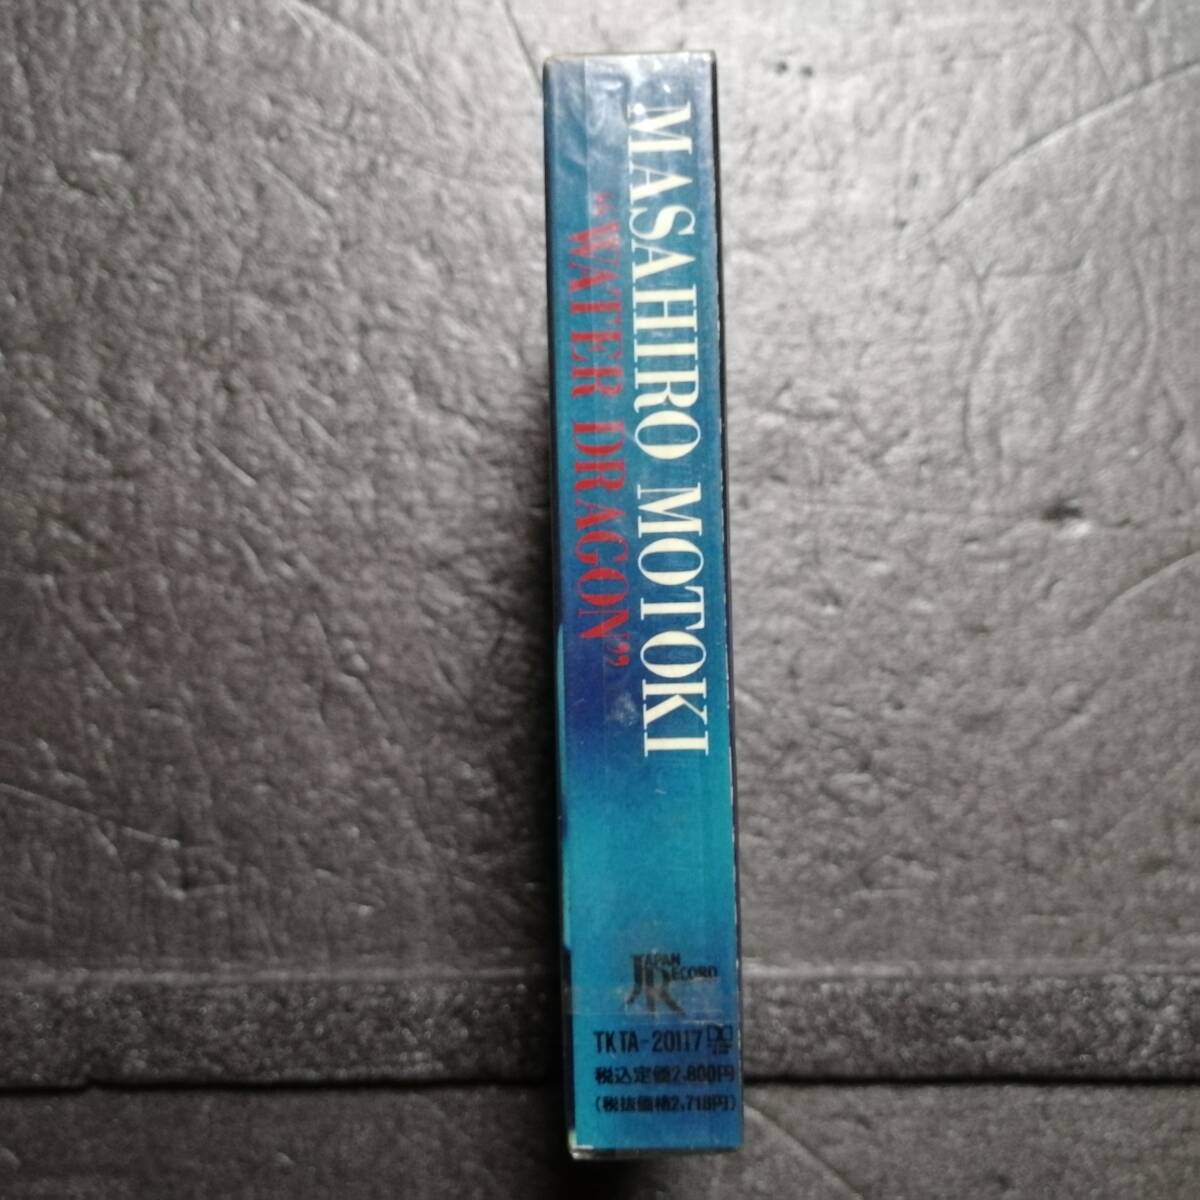 MASAHIRO MOTOKI
“WATER DRAGON”
JAPAN
RECORD
TKTA-20117
税込定価2,800円
(税抜価格2,718円)